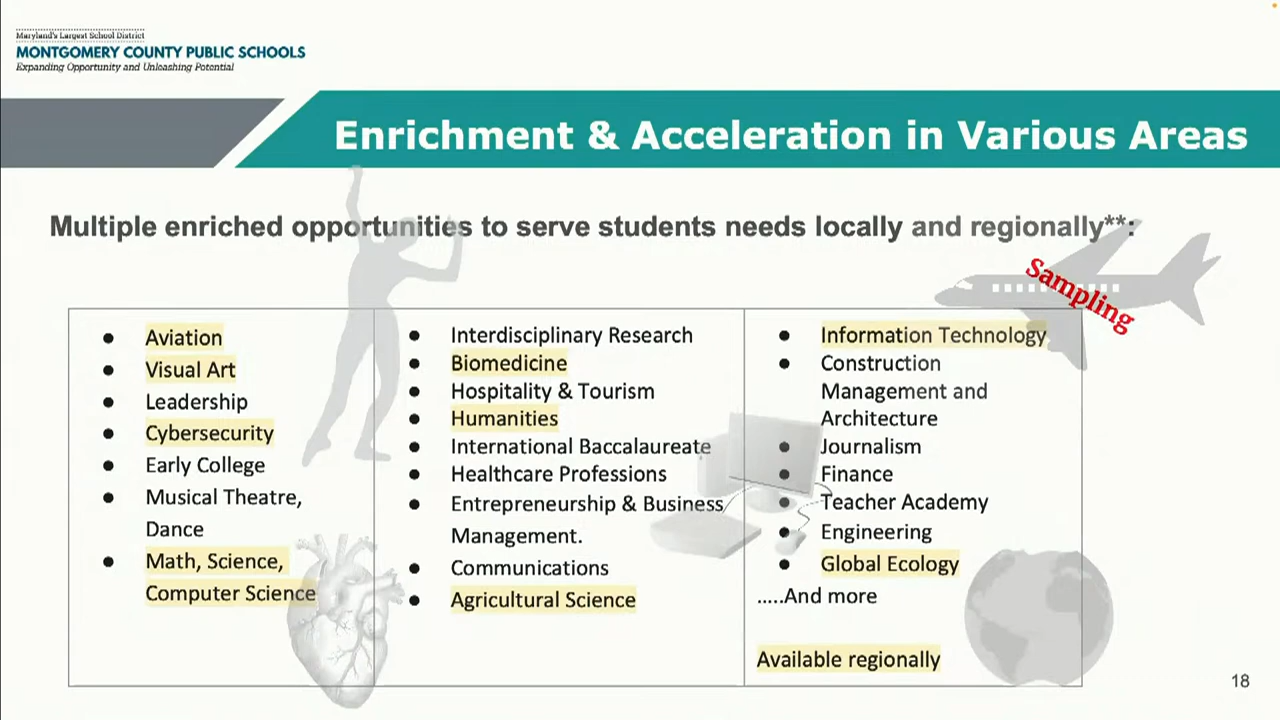 Maryland's Largest School District
MONTGOMERY COUNTY PUBLIC SCHOOLS
Expanding Opportunity and Unleashing Potential
Enrichment & Acceleration in Various Areas
Multiple enriched opportunities to serve students needs locally and regionally**:
Sampling
● Aviation
● Visual Art
● Leadership
● Cybersecurity
● Early College
● Musical Theatre,
Dance
● Math, Science,
Computer Science
● Interdisciplinary Research
● Biomedicine
● Hospitality & Tourism
● Humanities
● International Baccalaureate
● Healthcare Professions
● Entrepreneurship & Business
Management.
● Communications
● Agricultural Science
● Information Technology
● Construction
Management and
Architecture
● Journalism
● Finance
● Teacher Academy
● Engineering
● Global Ecology
.....And more
Available regionally
18